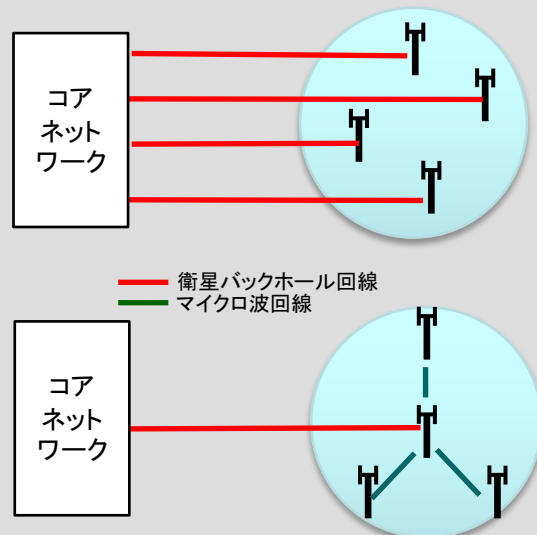 コア
ネット
ワーク
衛星バックホール回線
マイクロ波回線
コア
ネット
ワーク